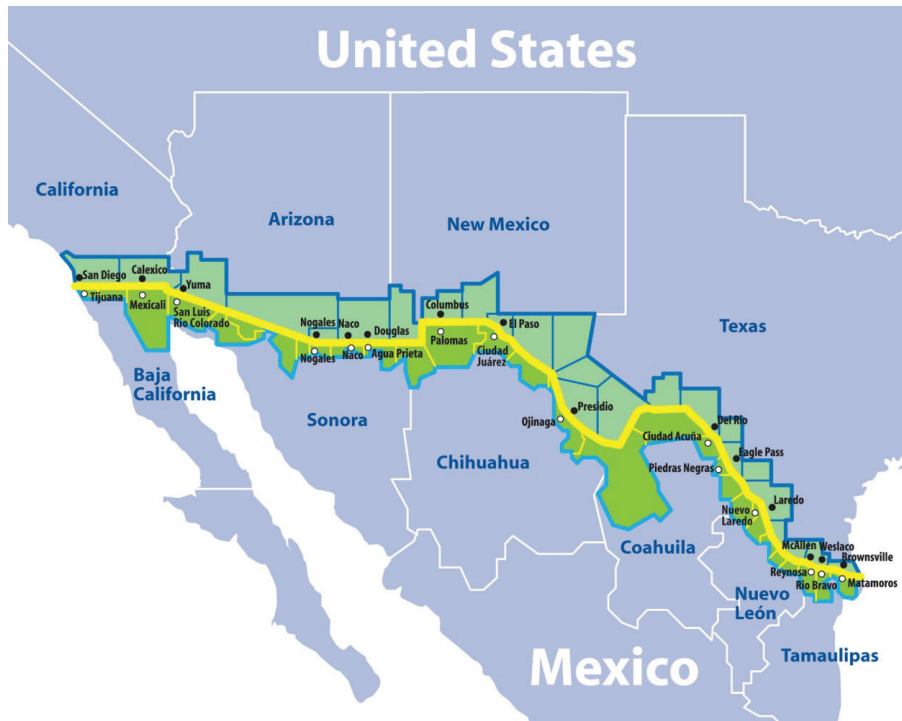 United States
California
Arizona
New Mexico
Texas
San Diego
Calexico
Yuma
Tijuana
Mexicali
San Luis
Rio Colorado
Nogales
Naco
Douglas
Nogales
Naco
Agua Prieta
Columbus
El Paso
Palomas
Ciudad
Juárez
Presidio
Ojinaga
Del Rio
Ciudad Acuña
Eagle Pass
Piedras Negras
Laredo
Nuevo
Laredo
McAllen
Weslaco
Brownsville
Reynosa
Rio Bravo
Matamoros
Baja
California
Sonora
Chihuahua
Coahuila
Nuevo
León
Tamaulipas
Mexico